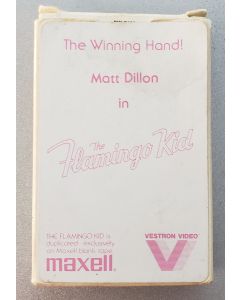 The Winning Hand!
Matt Dillon
in
The
Flamingo Kid
THE FLAMINGO KID is
duplicated exclusively
on Maxell blank tape.
maxell
VESTRON VIDEO
V